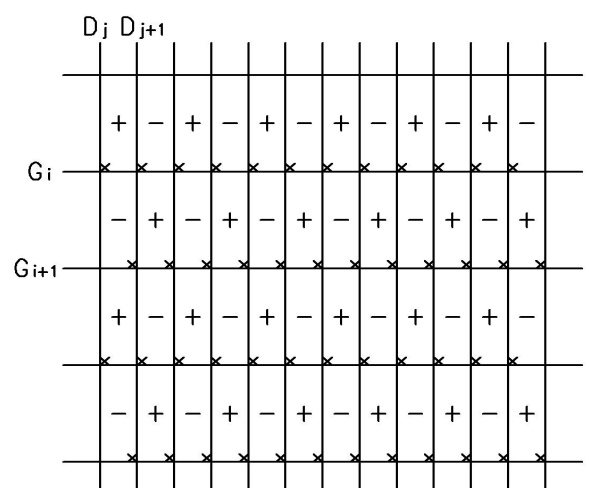 Dj Dj+1
+ − + − + − + − + − + −
Gi
− + − + − + − + − + − +
Gi+1
+ − + − + − + − + − + −
− + − + − + − + − + − +